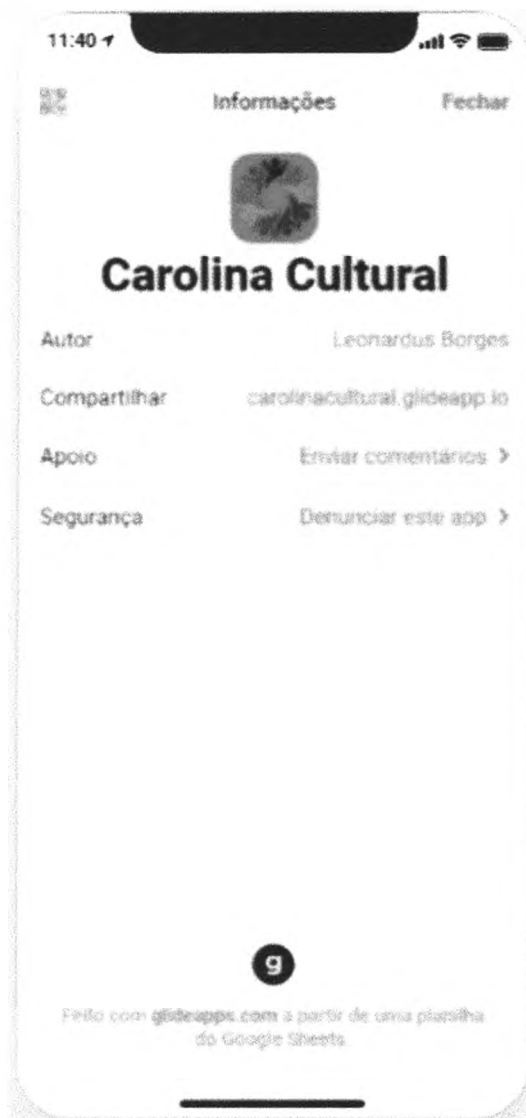 11:40
Informações Fechar
Carolina Cultural
Autor Leonardus Borges
Compartilhar carolinacultural.glideapp.io
Apoio Enviar comentários >
Segurança Denunciar este app >
g
Feito com glideapps.com a partir de uma planilha
do Google Sheets